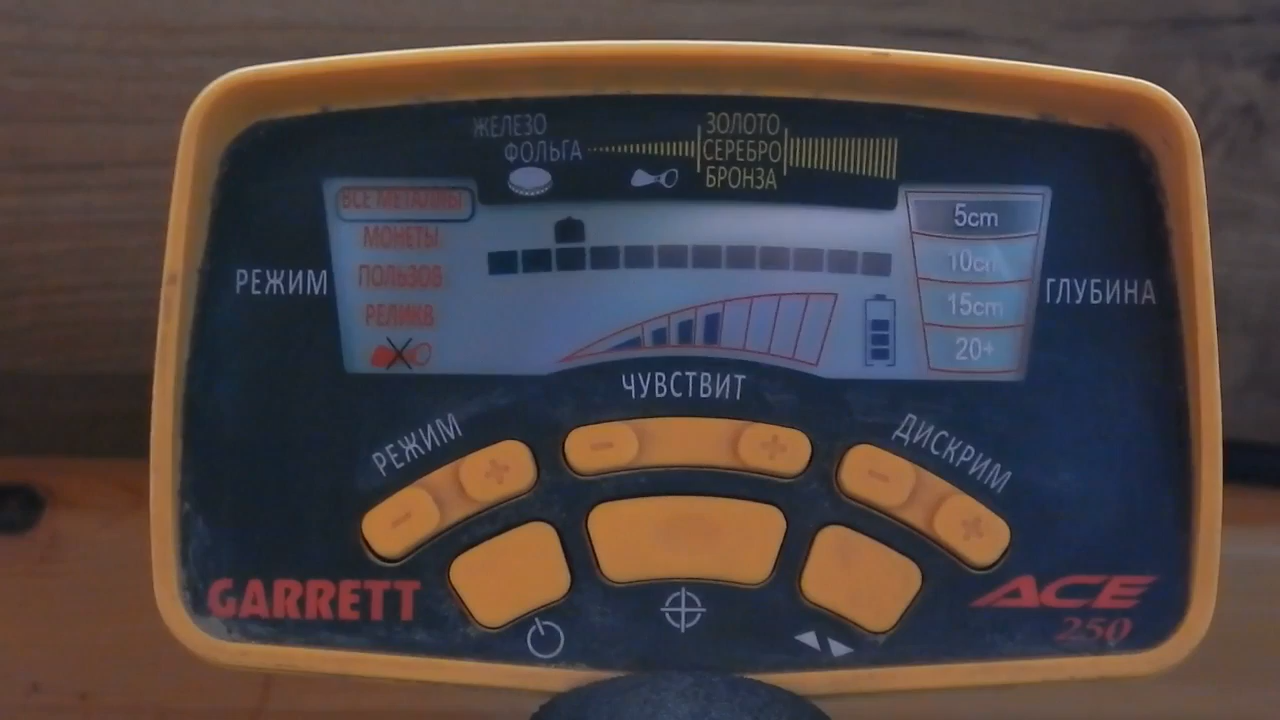 ЖЕЛЕЗО
ФОЛЬГА
ЗОЛОТО
СЕРЕБРО
БРОНЗА
РЕЖИМ
ВСЕ МЕТАЛЛЫ
МОНЕТЫ
ПОЛЬЗОВ.
РЕЛИКВ
5cm
10cm
15cm
20+
ГЛУБИНА
ЧУВСТВИТ
РЕЖИМ
- +
- +
ДИСКРИМ
- +
GARRETT
ACE
250